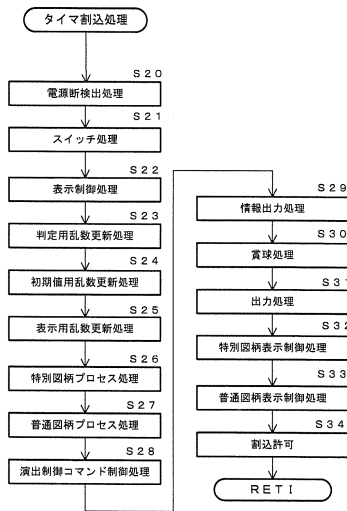 タイマ割込処理
S20
電源断検出処理
S21
スイッチ処理
S22
表示制御処理
S23
判定用乱数更新処理
S24
初期値用乱数更新処理
S25
表示用乱数更新処理
S26
特別図柄プロセス処理
S27
普通図柄プロセス処理
S28
演出制御コマンド制御処理
S29
情報出力処理
S30
賞球処理
S31
出力処理
S32
特別図柄表示制御処理
S33
普通図柄表示制御処理
S34
割込許可
RETI